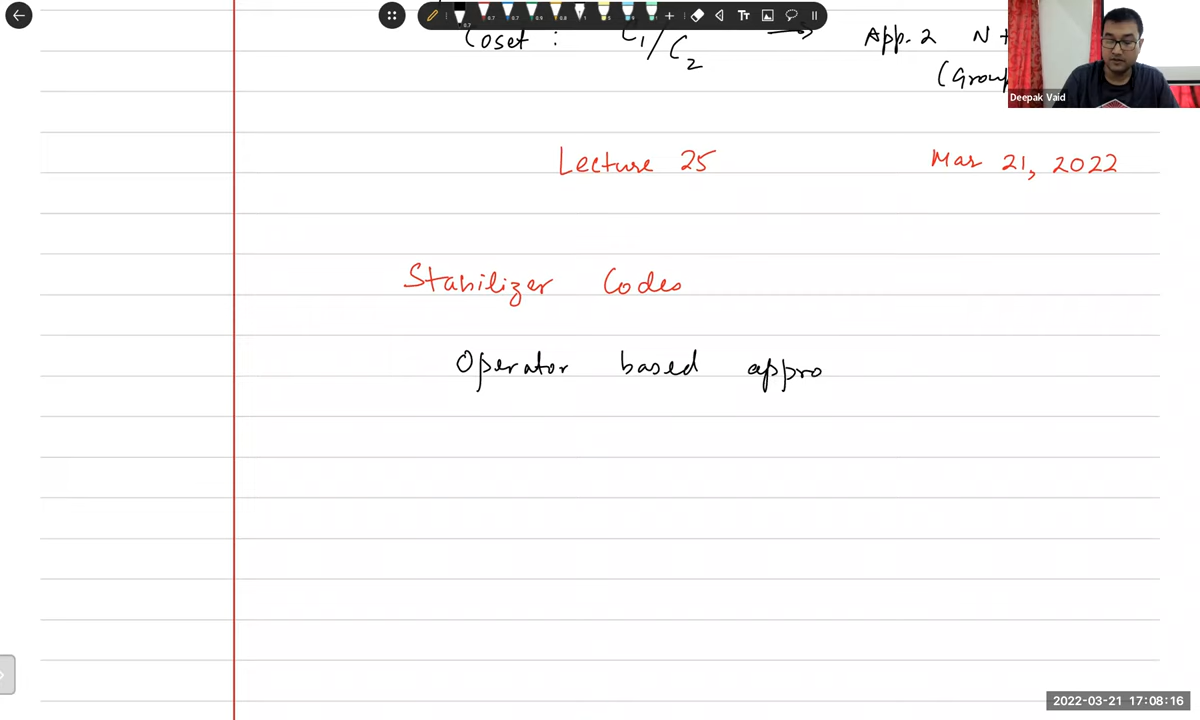 Coset : C1/C2 → App. 2 N +
(Group
Deepak Vaid
Lecture 25 Mar 21, 2022
Stabilizer Codes
Operator based appro
2022-03-21 17:08:16